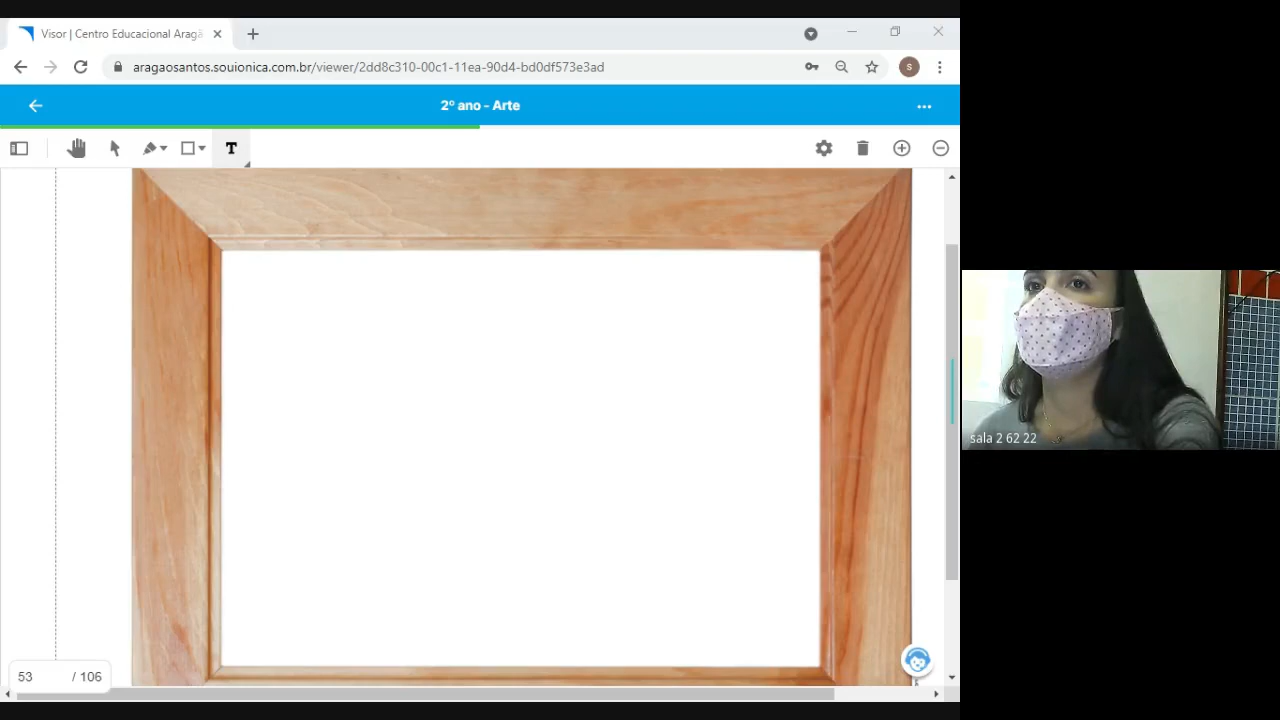 Visor | Centro Educacional Aragã
aragaosantos.souionica.com.br/viewer/2dd8c310-00c1-11ea-90d4-bd0df573e3ad
s
2º ano - Arte
T
53 / 106
sala 2 62 22